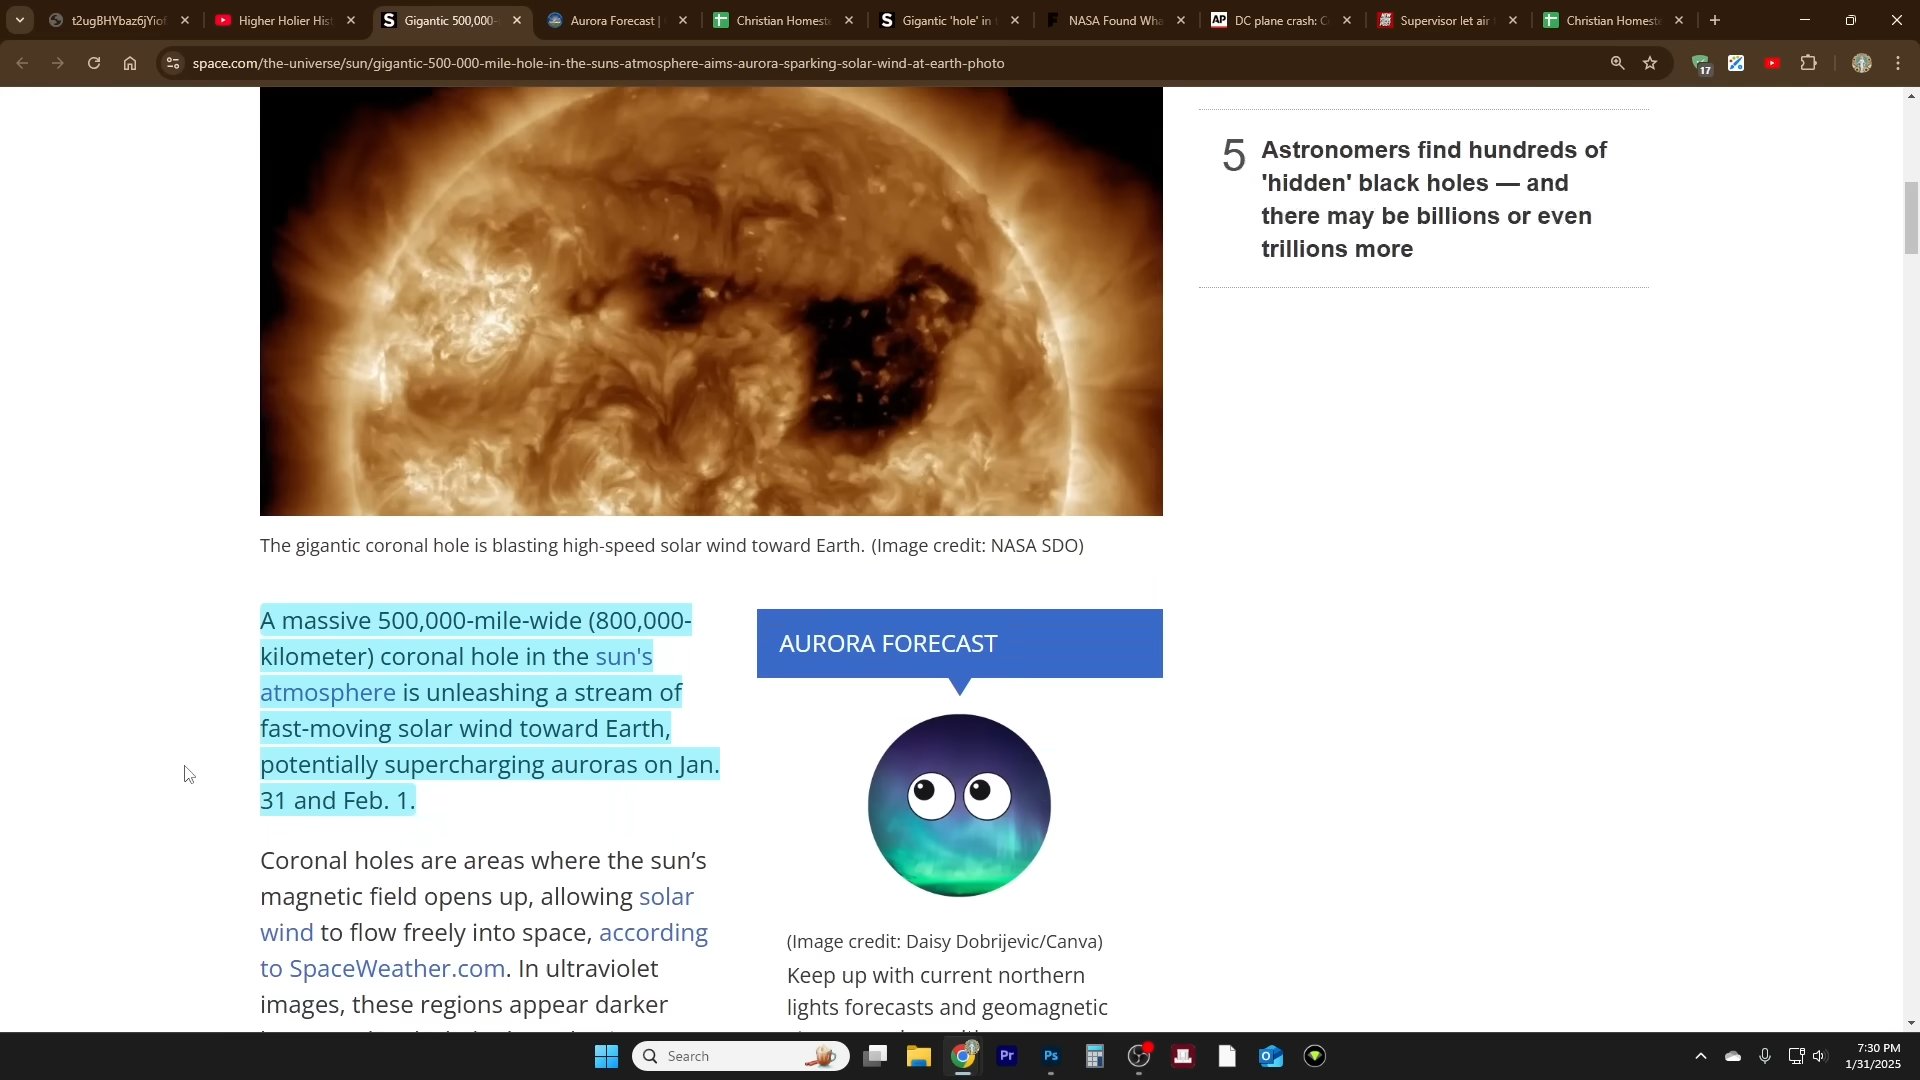 t2ugBHYbaz6jYiof
Higher Holier His
Gigantic 500,000-
Aurora Forecast |
Christian Homest
Gigantic 'hole' in
NASA Found Wha
DC plane crash: C
Supervisor let air
Christian Homest
space.com/the-universe/sun/gigantic-500-000-mile-hole-in-the-suns-atmosphere-aims-aurora-sparking-solar-wind-at-earth-photo
17
5
Astronomers find hundreds of
'hidden' black holes — and
there may be billions or even
trillions more
The gigantic coronal hole is blasting high-speed solar wind toward Earth. (Image credit: NASA SDO)
A massive 500,000-mile-wide (800,000-
kilometer) coronal hole in the sun's
atmosphere is unleashing a stream of
fast-moving solar wind toward Earth,
potentially supercharging auroras on Jan.
31 and Feb. 1.
Coronal holes are areas where the sun’s
magnetic field opens up, allowing solar
wind to flow freely into space, according
to SpaceWeather.com. In ultraviolet
images, these regions appear darker
AURORA FORECAST
(Image credit: Daisy Dobrijevic/Canva)
Keep up with current northern
lights forecasts and geomagnetic
Search
Pr
Ps
7:30 PM
1/31/2025